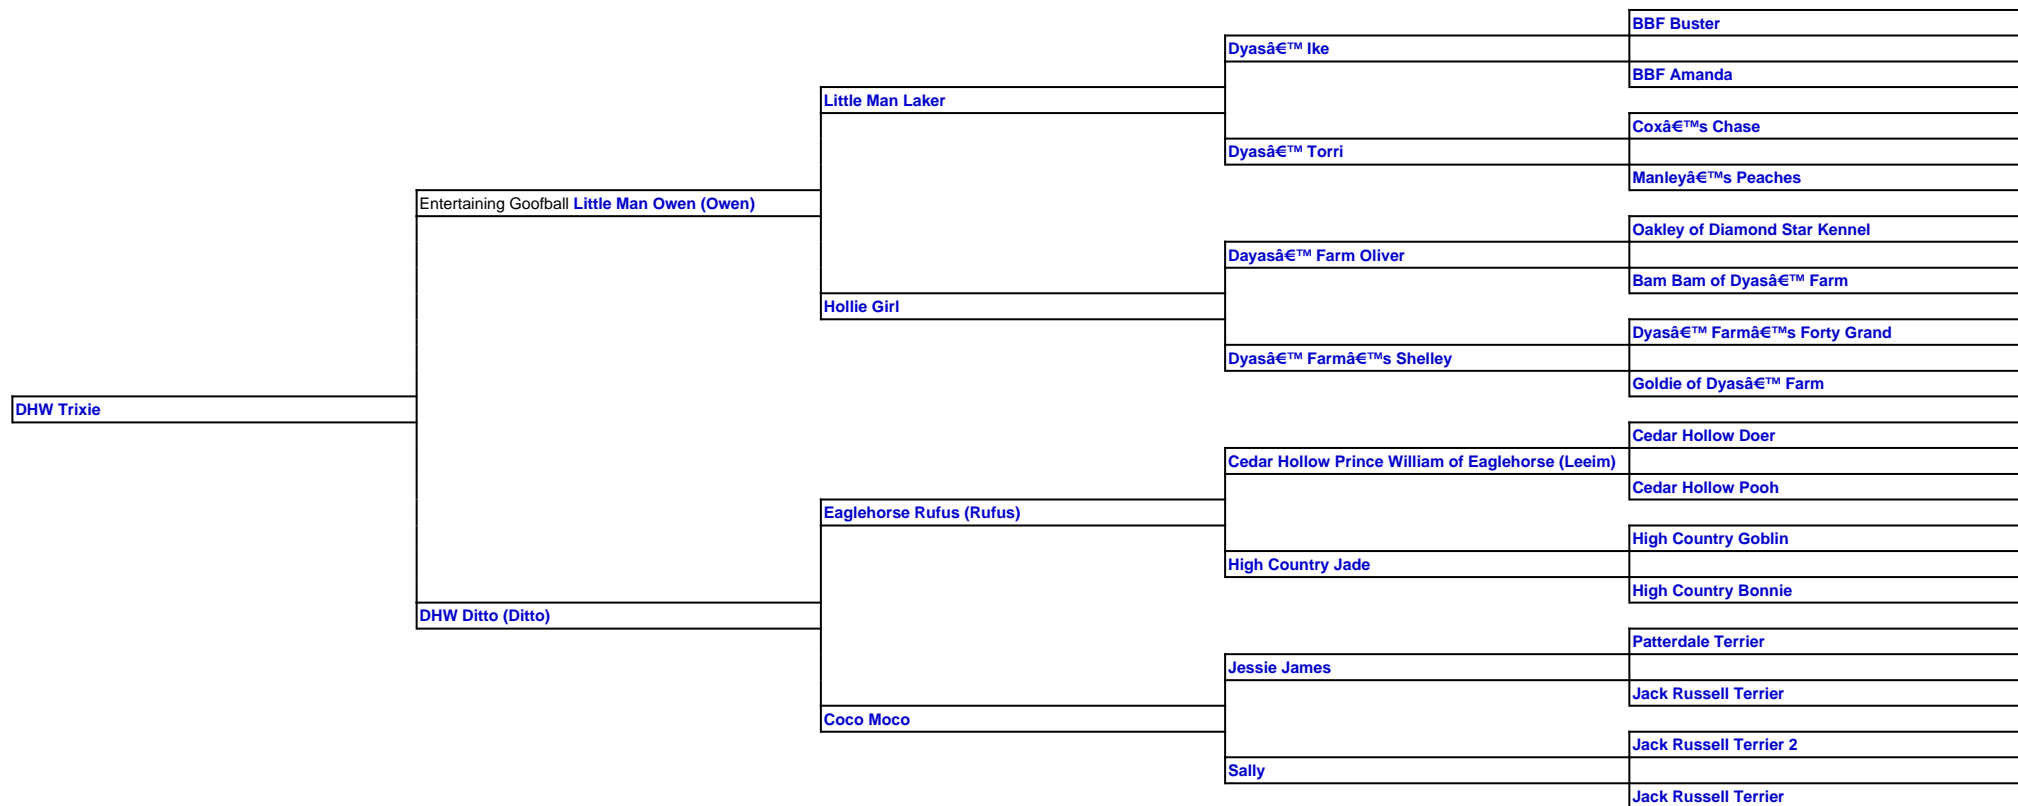 BBF Buster
Dyasâ€™ Ike
BBF Amanda
Little Man Laker
Coxâ€™s Chase
Dyasâ€™ Torri
Manleyâ€™s Peaches
Entertaining Goofball Little Man Owen (Owen)
Oakley of Diamond Star Kennel
Dayasâ€™ Farm Oliver
Bam Bam of Dyasâ€™ Farm
Hollie Girl
Dyasâ€™ Farmâ€™s Forty Grand
Dyasâ€™ Farmâ€™s Shelley
Goldie of Dyasâ€™ Farm
DHW Trixie
Cedar Hollow Doer
Cedar Hollow Prince William of Eaglehorse (Leeim)
Cedar Hollow Pooh
Eaglehorse Rufus (Rufus)
High Country Goblin
High Country Jade
High Country Bonnie
DHW Ditto (Ditto)
Patterdale Terrier
Jessie James
Jack Russell Terrier
Coco Moco
Jack Russell Terrier 2
Sally
Jack Russell Terrier